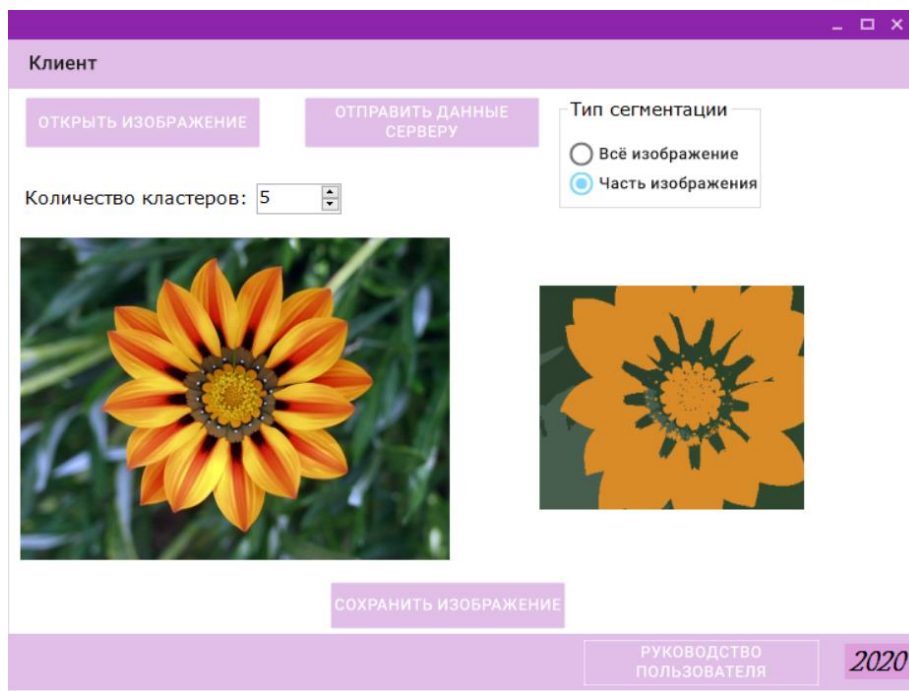 Клиент
ОТКРЫТЬ ИЗОБРАЖЕНИЕ
ОТПРАВИТЬ ДАННЫЕ
СЕРВЕРУ
Тип сегментации
Всё изображение
Часть изображения
Количество кластеров: 5
СОХРАНИТЬ ИЗОБРАЖЕНИЕ
РУКОВОДСТВО
ПОЛЬЗОВАТЕЛЯ
2020